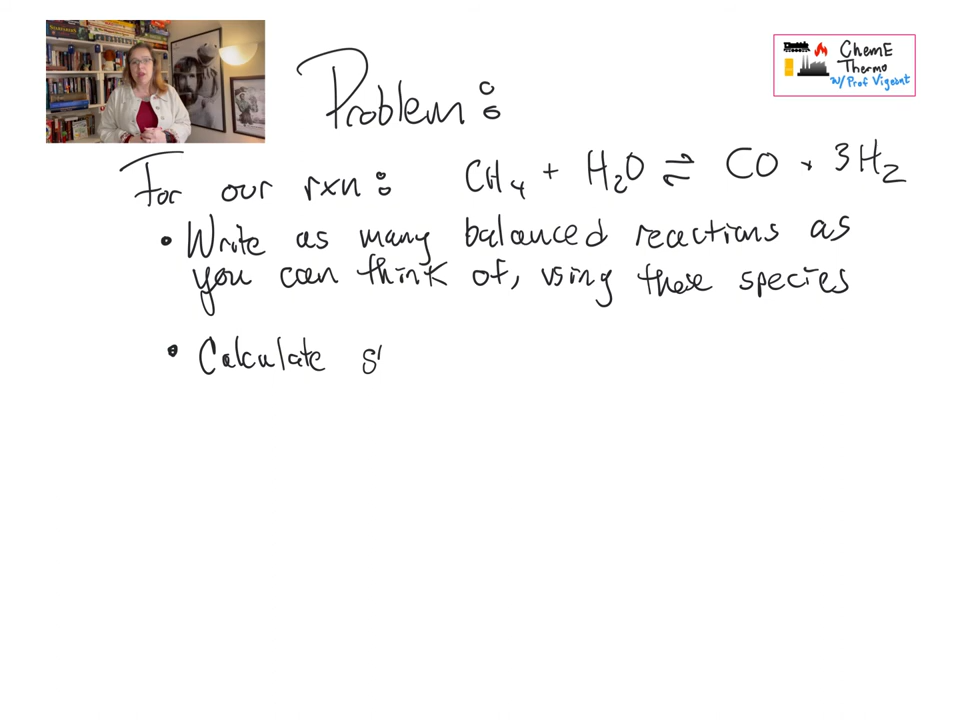 Problem:
ChemE
Thermo
w/ Prof Vigeant
For our rxn: CH₄ + H₂O ⇌ CO + 3H₂
• Write as many balanced reactions as
you can think of, using these species
• Calculate